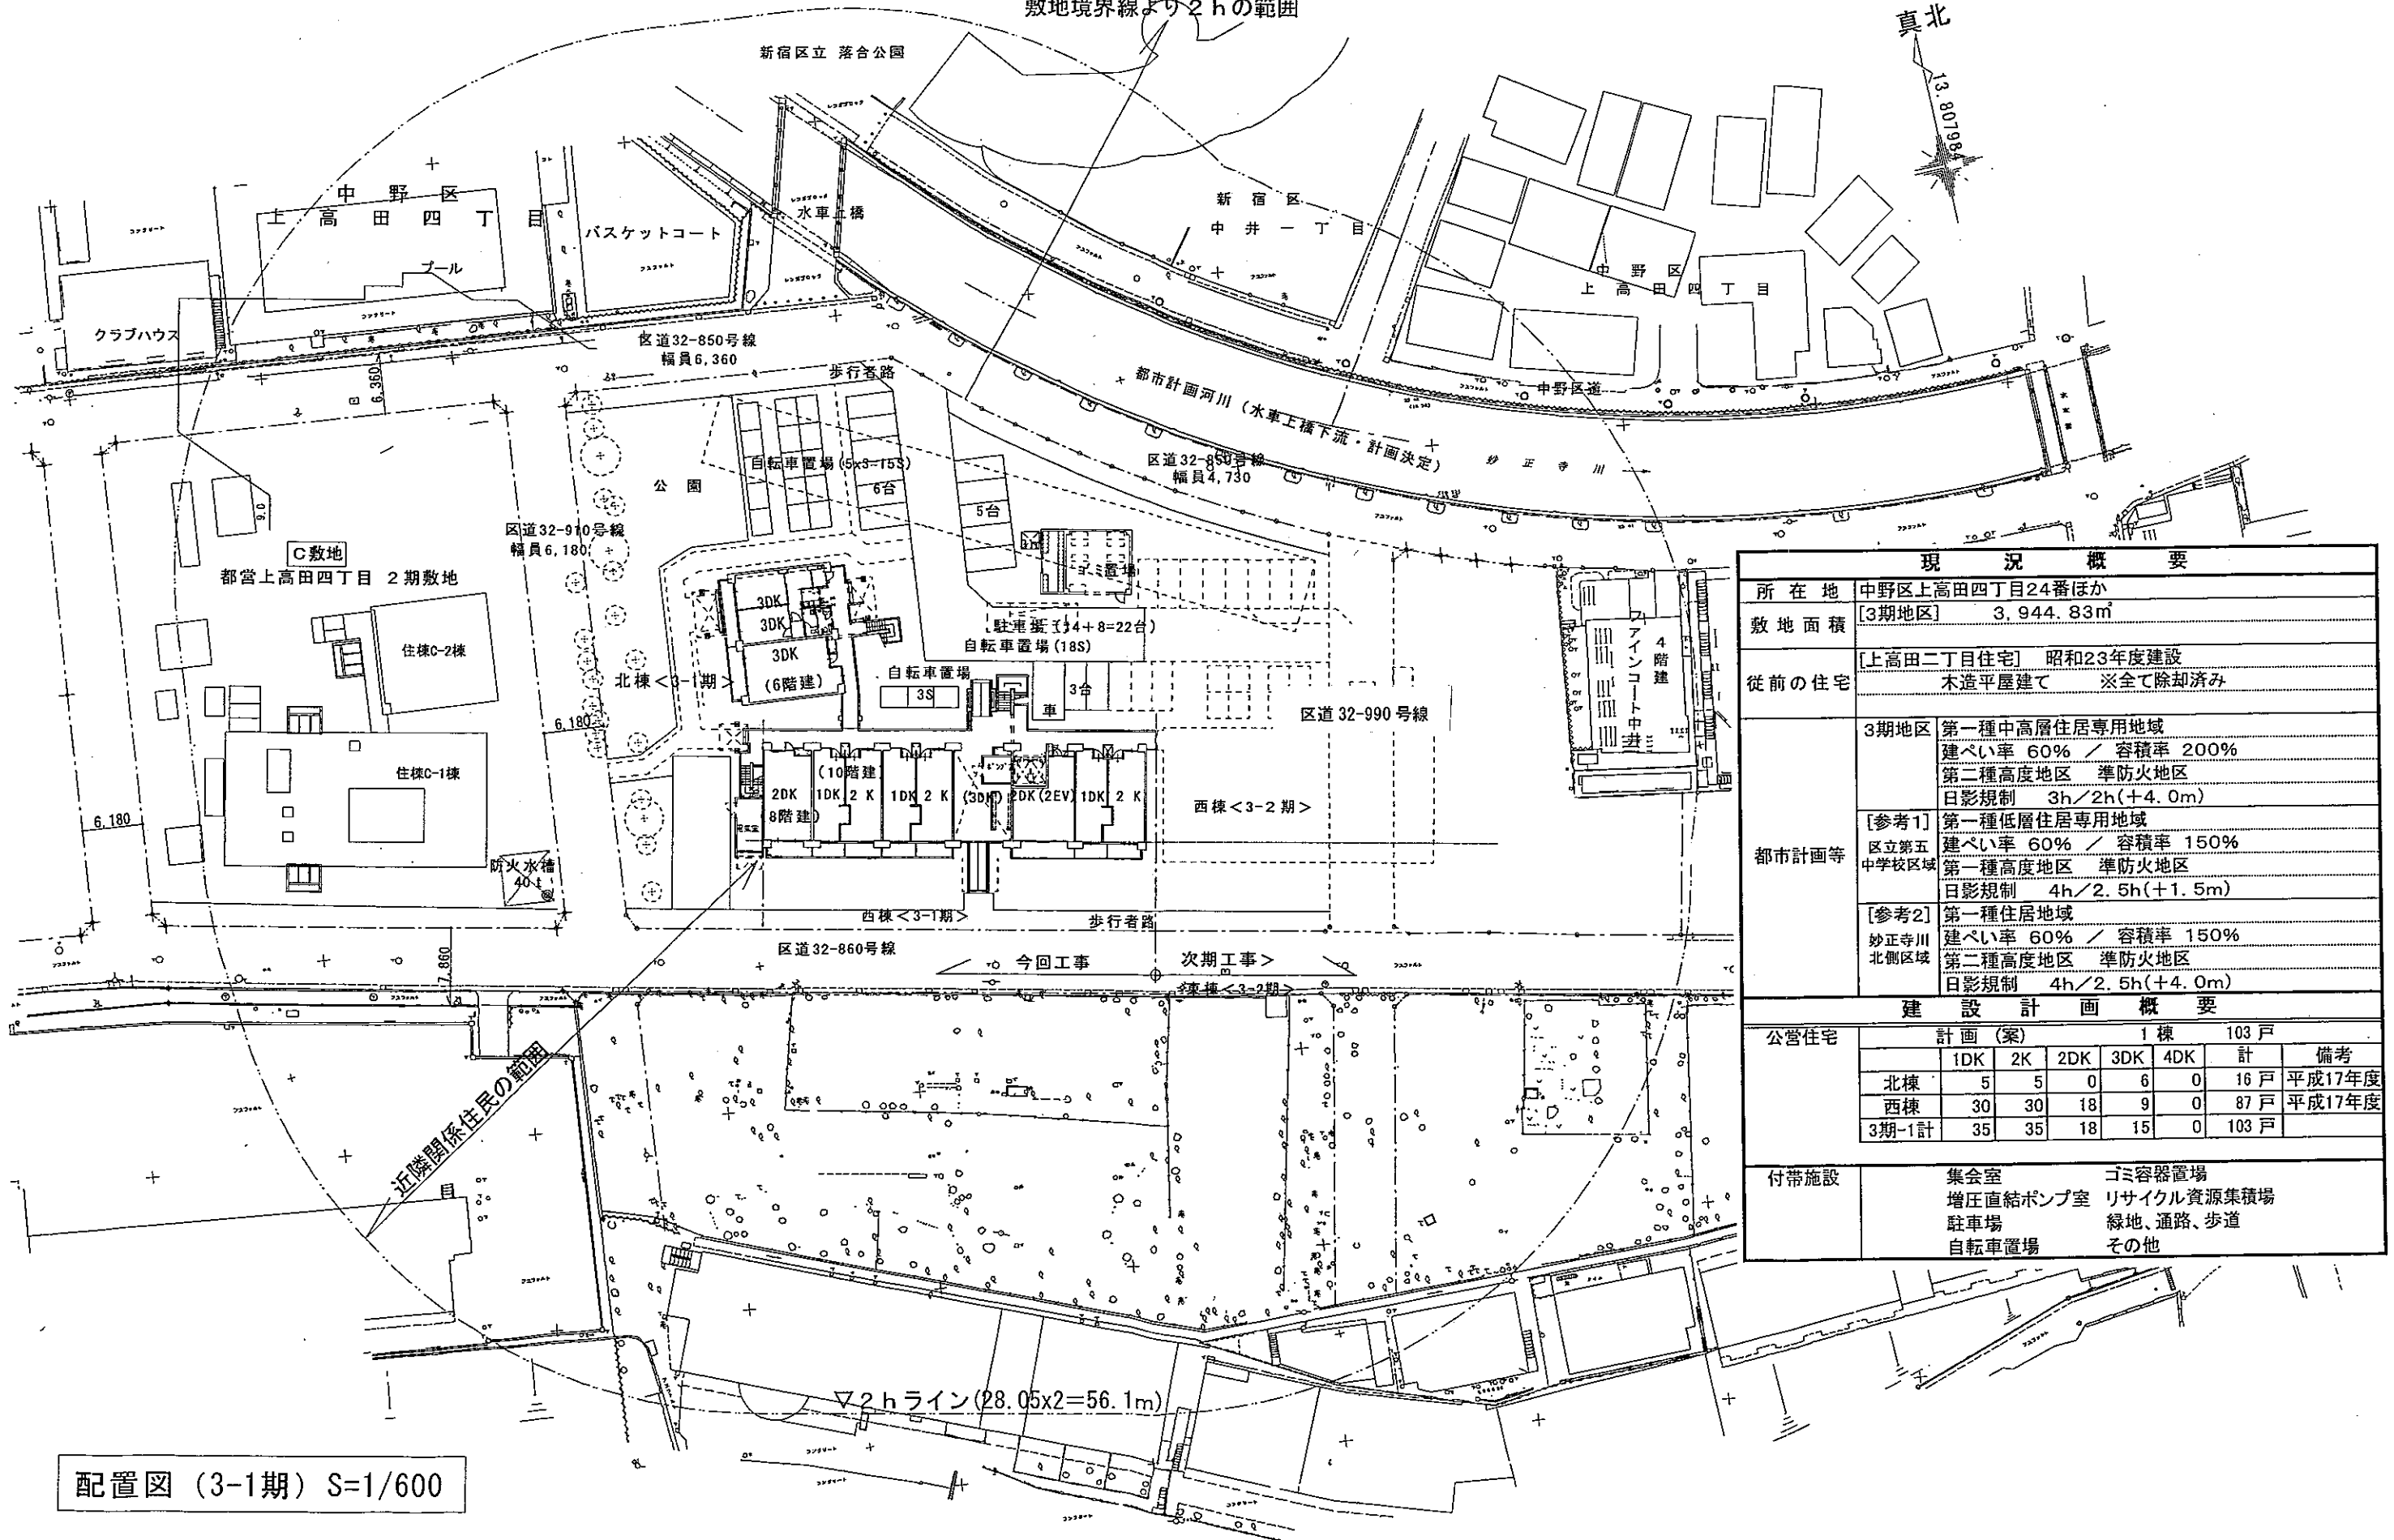 敷地境界線より2hの範囲
真北
13.807984
新宿区立 落合公園
中野区
上高田四丁目
バスケットコート
水車上橋
プール
クラブハウス
新宿区
中井一丁目
中野区
上高田四丁目
中野区道
区道32-850号線
幅員6,360
6,360
歩行者路
都市計画河川(水車上橋下流・計画決定)
妙正寺川
区道32-850号線
幅員4,730
自転車置場(5xS=15S)
6台
5台
公園
区道32-910号線
幅員6,180
9.0
C敷地
都営上高田四丁目 2期敷地
住棟C-2棟
住棟C-1棟
6,180
6,180
防火水槽
40t
3DK
3DK
3DK
(6階建)
北棟<3-1期>
駐車場(14+8=22台)
自転車置場(18S)
自転車置場
3S
3台
車
区道32-990号線
4階建
ファインコート中井
(10階建)
2DK
1DK
2K
1DK
2K
(3DK)
2DK(2EV)
1DK
2K
8階建)
西棟<3-2期>
西棟<3-1期>
歩行者路
区道32-860号線
7,860
今回工事
次期工事>
東棟<3-2期>
近隣関係住民の範囲
▽2hライン(28.05x2=56.1m)
配置図(3-1期) S=1/600
現況概要
所在地 中野区上高田四丁目24番ほか
敷地面積 [3期地区] 3,944.83㎡
従前の住宅 [上高田二丁目住宅] 昭和23年度建設
木造平屋建て ※全て除却済み
都市計画等
3期地区 第一種中高層住居専用地域
建ぺい率 60% / 容積率 200%
第二種高度地区 準防火地区
日影規制 3h/2h(+4.0m)
[参考1] 第一種低層住居専用地域
区立第五中学校区域 建ぺい率 60% / 容積率 150%
第一種高度地区 準防火地区
日影規制 4h/2.5h(+1.5m)
[参考2] 第一種住居地域
妙正寺川北側区域 建ぺい率 60% / 容積率 150%
第二種高度地区 準防火地区
日影規制 4h/2.5h(+4.0m)
建設計画概要
公営住宅 計画(案) 1棟 103戸
1DK 2K 2DK 3DK 4DK 計 備考
北棟 5 5 0 6 0 16戸 平成17年度
西棟 30 30 18 9 0 87戸 平成17年度
3期-1計 35 35 18 15 0 103戸
付帯施設 集会室 ゴミ容器置場
増圧直結ポンプ室 リサイクル資源集積場
駐車場 緑地、通路、歩道
自転車置場 その他